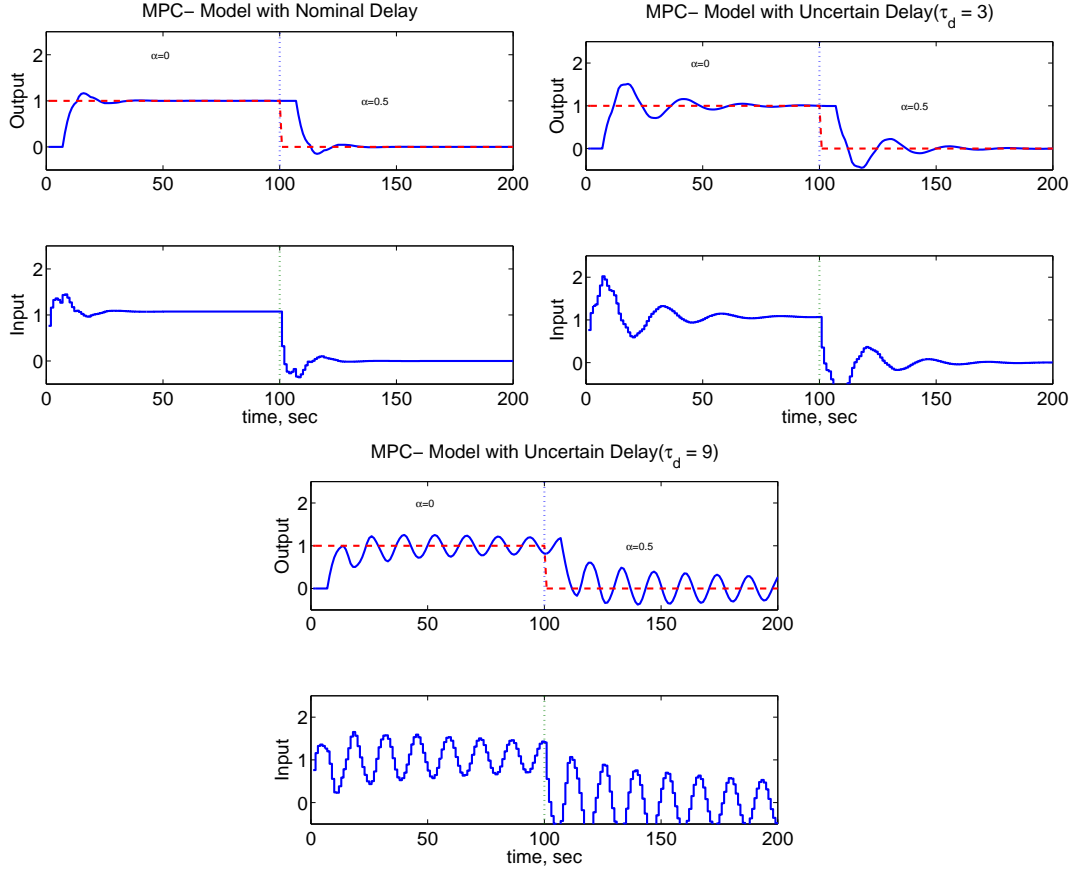 MPC− Model with Nominal Delay
Output
2
1
0
α=0
α=0.5
0 50 100 150 200
Input
2
1
0
0 50 100 150 200
time, sec
MPC− Model with Uncertain Delay(τd = 3)
Output
2
1
0
α=0
α=0.5
0 50 100 150 200
Input
2
1
0
0 50 100 150 200
time, sec
MPC− Model with Uncertain Delay(τd = 9)
Output
2
1
0
α=0
α=0.5
0 50 100 150 200
Input
2
1
0
0 50 100 150 200
time, sec